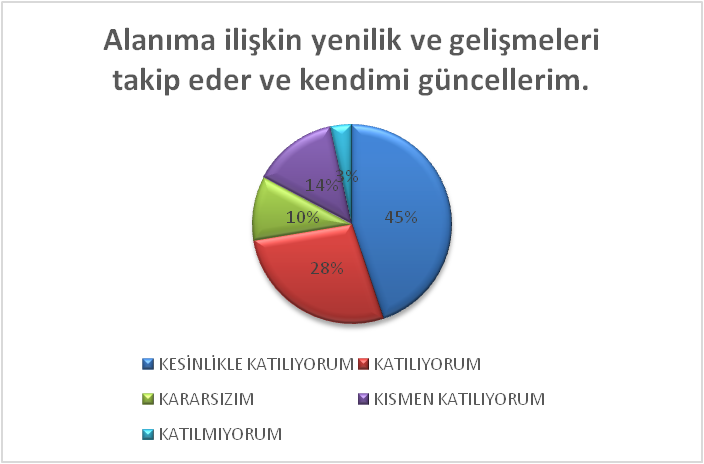 Alanıma ilişkin yenilik ve gelişmeleri
takip eder ve kendimi güncellerim.
3%
14%
45%
10%
28%
KESİNLİKLE KATILIYORUM KATILIYORUM
KARARSIZIM KISMEN KATILIYORUM
KATILMIYORUM